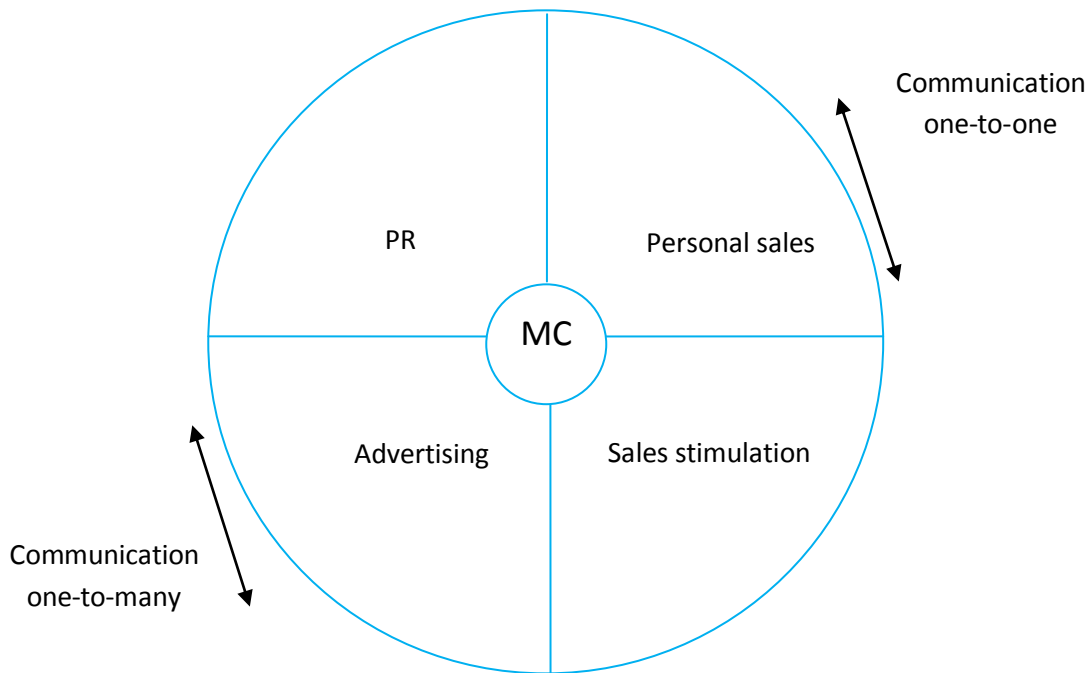 Communication
one-to-one
PR
Personal sales
MC
Advertising
Sales stimulation
Communication
one-to-many